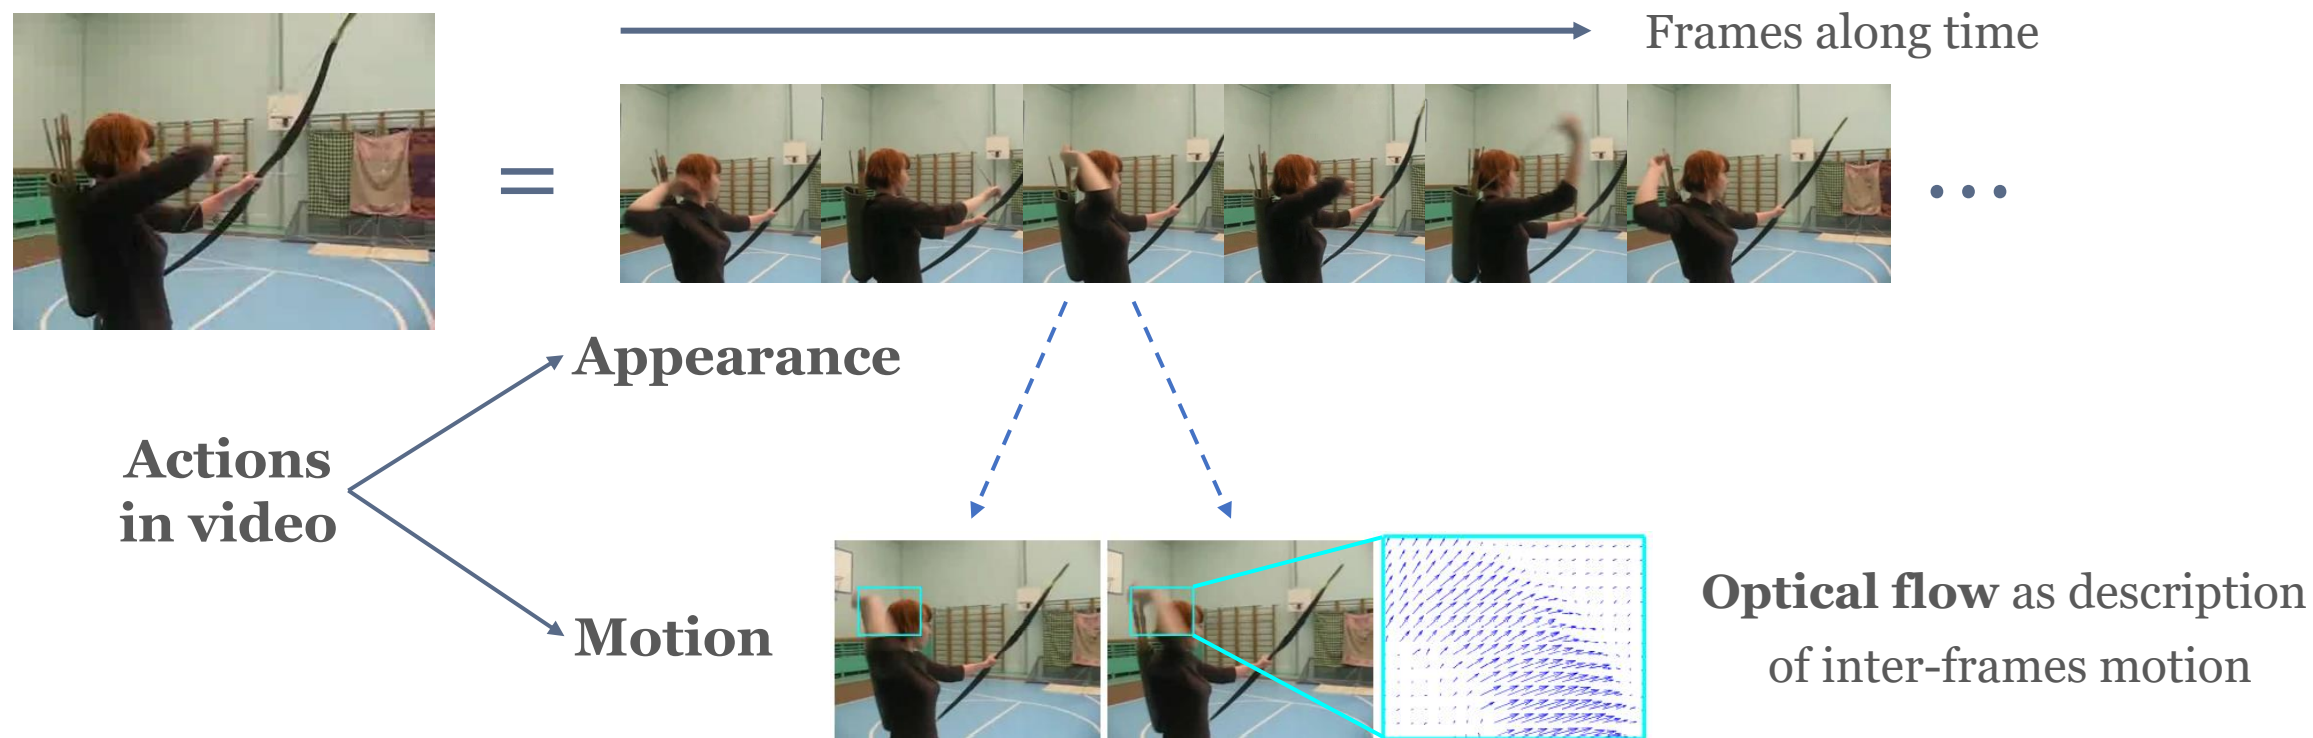 Frames along time
=
...
Appearance
Actions
in video
Motion
Optical flow as description
of inter-frames motion